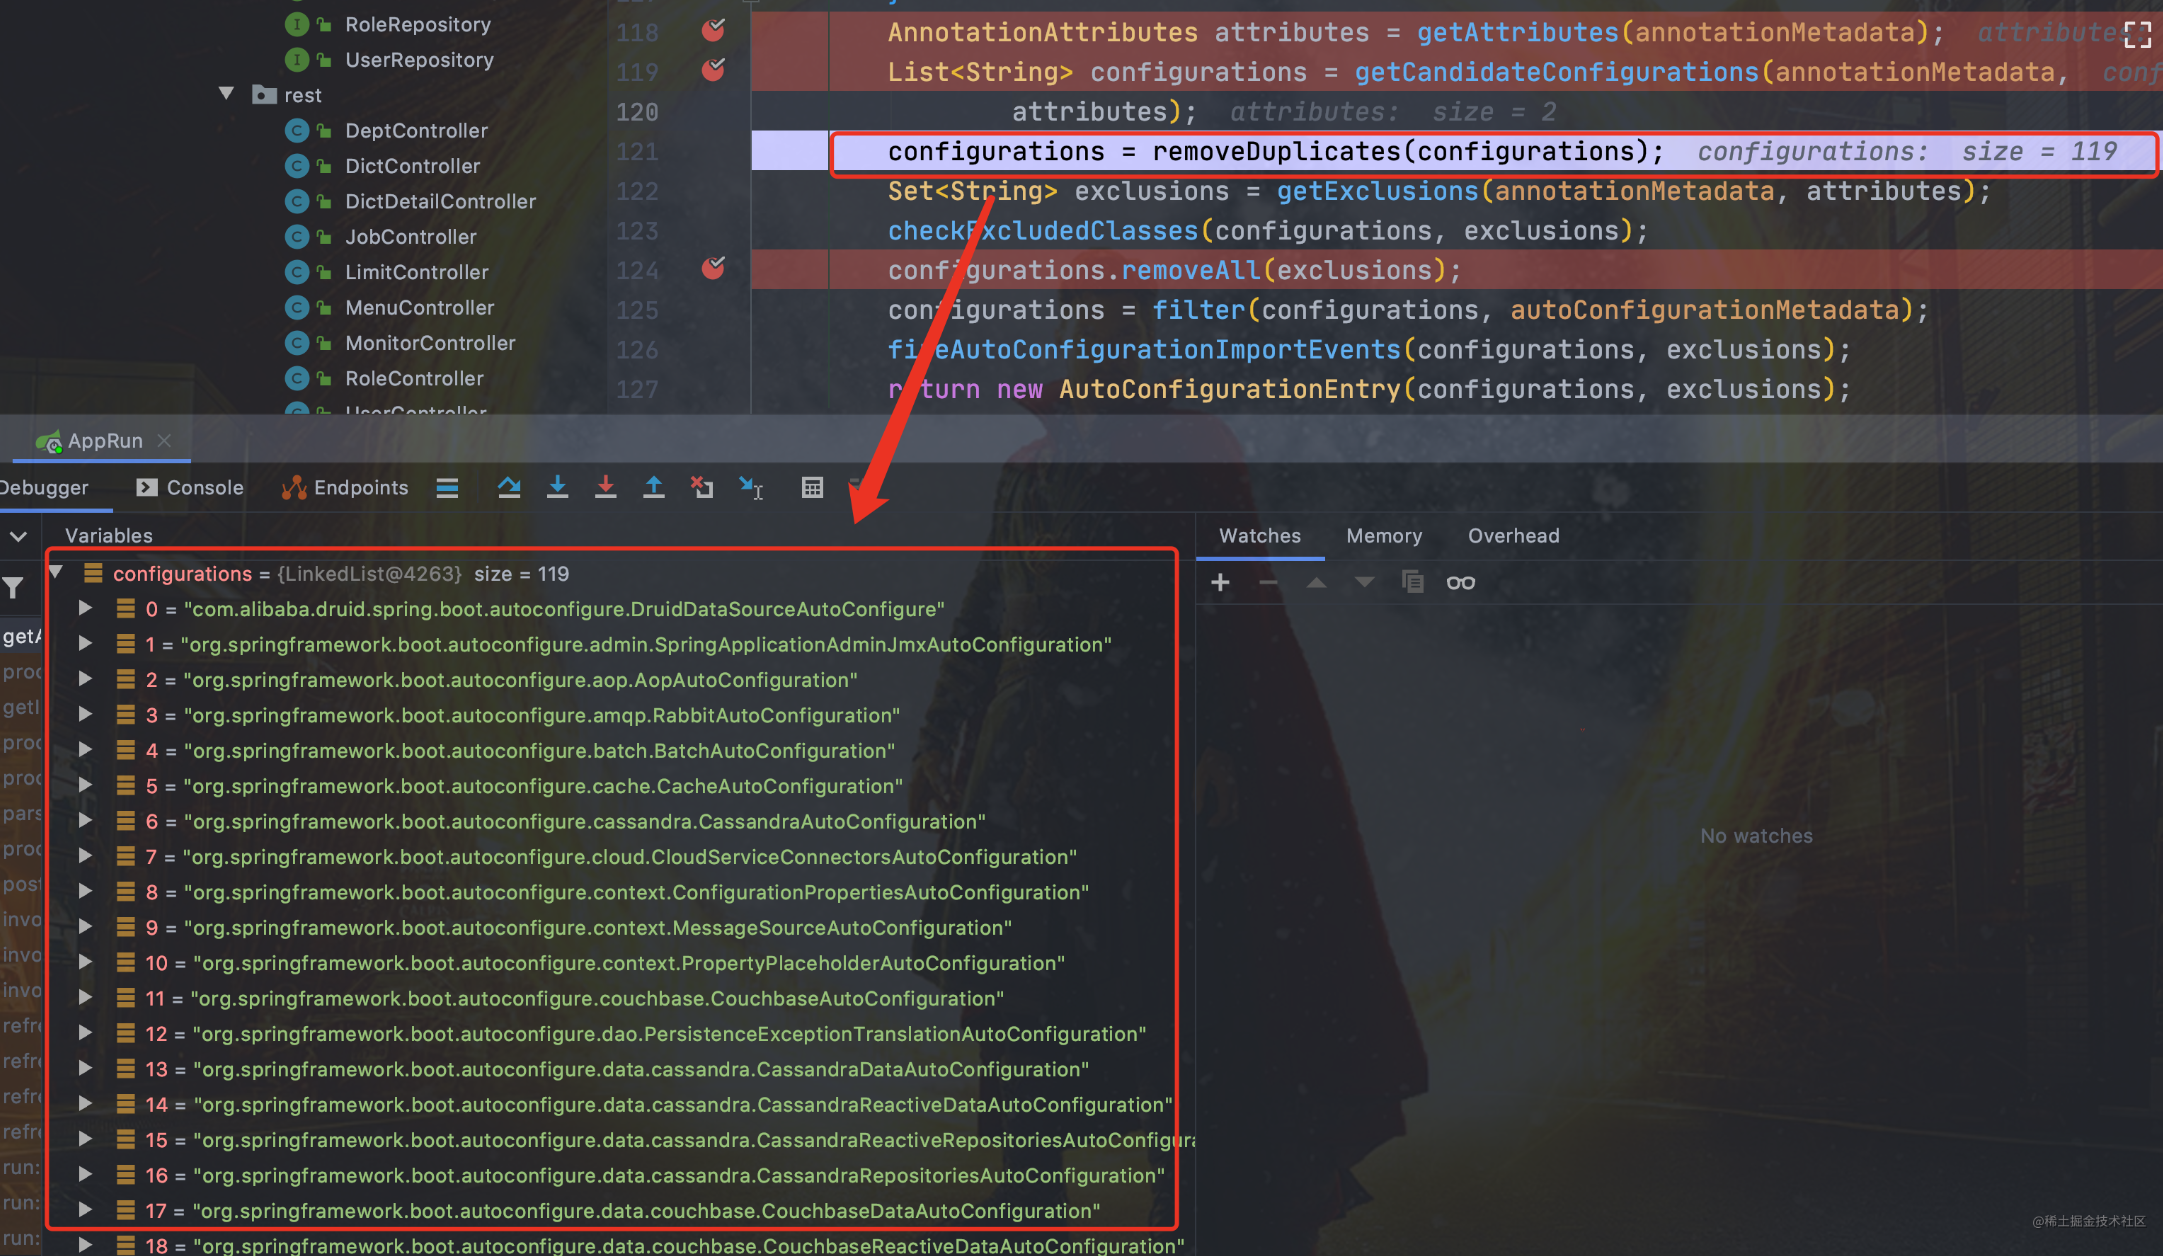 RoleRepository
UserRepository
rest
DeptController
DictController
DictDetailController
JobController
LimitController
MenuController
MonitorController
RoleController
UserController
118 AnnotationAttributes attributes = getAttributes(annotationMetadata); attributes:
119 List<String> configurations = getCandidateConfigurations(annotationMetadata, conf
120 attributes); attributes: size = 2
121 configurations = removeDuplicates(configurations); configurations: size = 119
122 Set<String> exclusions = getExclusions(annotationMetadata, attributes);
123 checkExcludedClasses(configurations, exclusions);
124 configurations.removeAll(exclusions);
125 configurations = filter(configurations, autoConfigurationMetadata);
126 fireAutoConfigurationImportEvents(configurations, exclusions);
127 return new AutoConfigurationEntry(configurations, exclusions);
AppRun
Debugger Console Endpoints
Variables
Watches Memory Overhead
configurations = {LinkedList@4263} size = 119
0 = "com.alibaba.druid.spring.boot.autoconfigure.DruidDataSourceAutoConfigure"
1 = "org.springframework.boot.autoconfigure.admin.SpringApplicationAdminJmxAutoConfiguration"
2 = "org.springframework.boot.autoconfigure.aop.AopAutoConfiguration"
3 = "org.springframework.boot.autoconfigure.amqp.RabbitAutoConfiguration"
4 = "org.springframework.boot.autoconfigure.batch.BatchAutoConfiguration"
5 = "org.springframework.boot.autoconfigure.cache.CacheAutoConfiguration"
6 = "org.springframework.boot.autoconfigure.cassandra.CassandraAutoConfiguration"
7 = "org.springframework.boot.autoconfigure.cloud.CloudServiceConnectorsAutoConfiguration"
8 = "org.springframework.boot.autoconfigure.context.ConfigurationPropertiesAutoConfiguration"
9 = "org.springframework.boot.autoconfigure.context.MessageSourceAutoConfiguration"
10 = "org.springframework.boot.autoconfigure.context.PropertyPlaceholderAutoConfiguration"
11 = "org.springframework.boot.autoconfigure.couchbase.CouchbaseAutoConfiguration"
12 = "org.springframework.boot.autoconfigure.dao.PersistenceExceptionTranslationAutoConfiguration"
13 = "org.springframework.boot.autoconfigure.data.cassandra.CassandraDataAutoConfiguration"
14 = "org.springframework.boot.autoconfigure.data.cassandra.CassandraReactiveDataAutoConfiguration"
15 = "org.springframework.boot.autoconfigure.data.cassandra.CassandraReactiveRepositoriesAutoConfigura
16 = "org.springframework.boot.autoconfigure.data.cassandra.CassandraRepositoriesAutoConfiguration"
17 = "org.springframework.boot.autoconfigure.data.couchbase.CouchbaseDataAutoConfiguration"
18 = "org.springframework.boot.autoconfigure.data.couchbase.CouchbaseReactiveDataAutoConfiguration"
getA
proc
getI
proc
proc
pars
proc
post
invo
invo
invo
refre
refre
refre
refre
run:
run:
run:
No watches
@稀土掘金技术社区